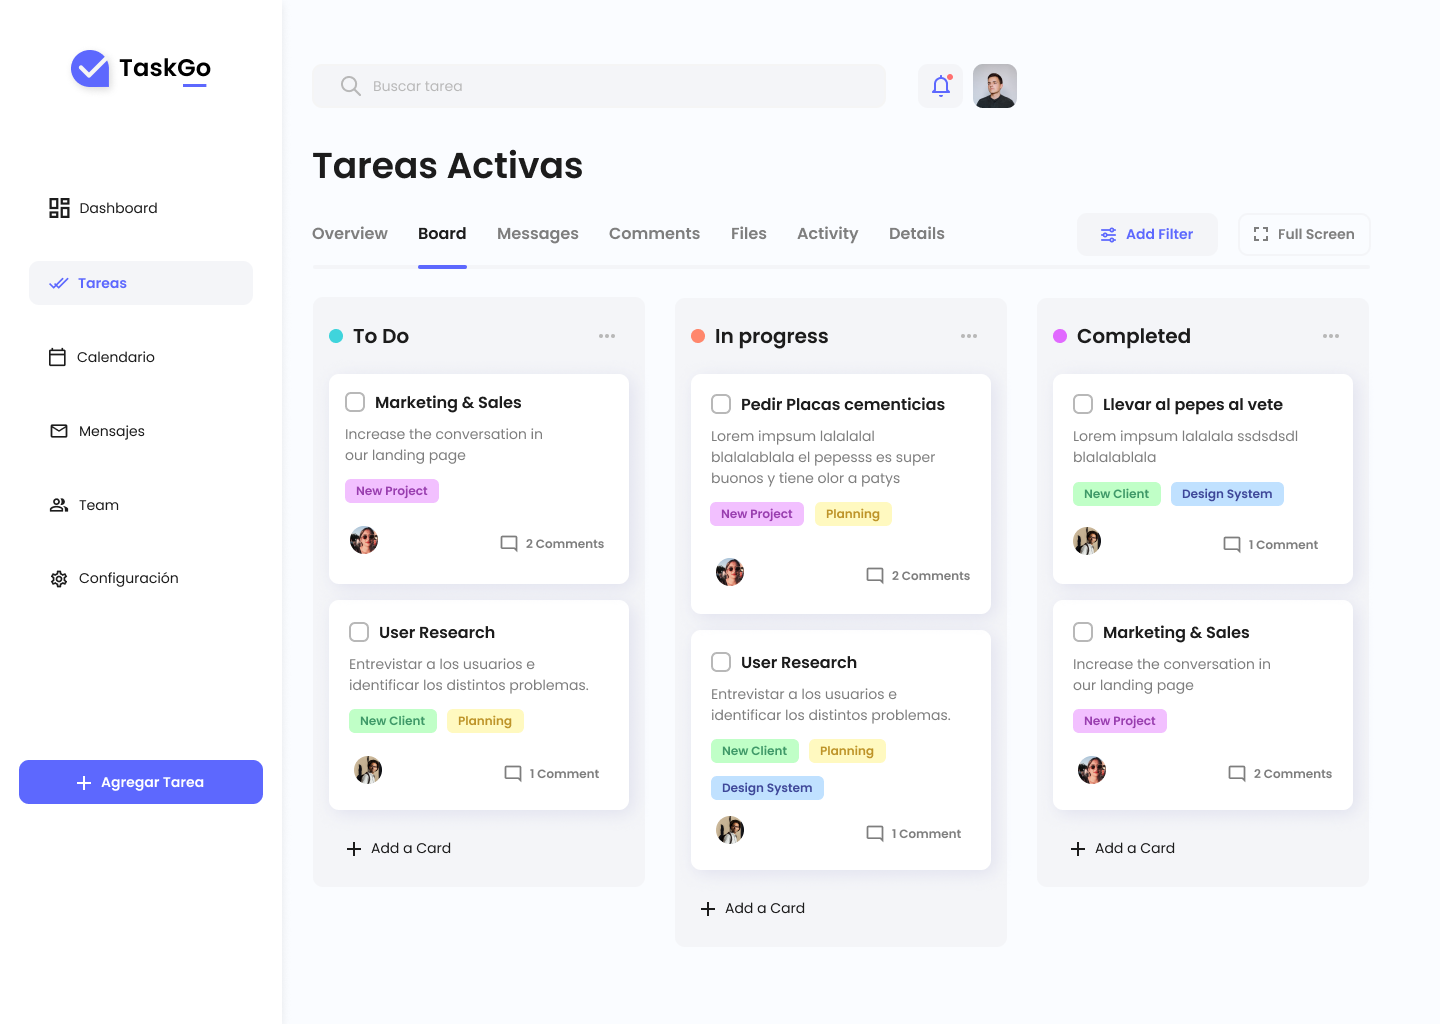 TaskGo
Buscar tarea
Tareas Activas
Dashboard
Tareas
Calendario
Mensajes
Team
Configuración
Agregar Tarea
Overview
Board
Messages
Comments
Files
Activity
Details
Add Filter
Full Screen
To Do
Marketing & Sales
Increase the conversation in
our landing page
New Project
2 Comments
User Research
Entrevistar a los usuarios e
identificar los distintos problemas.
New Client
Planning
1 Comment
Add a Card
In progress
Pedir Placas cementicias
Lorem impsum lalalalal
blalalablala el pepesss es super
buonos y tiene olor a patys
New Project
Planning
2 Comments
User Research
Entrevistar a los usuarios e
identificar los distintos problemas.
New Client
Planning
Design System
1 Comment
Add a Card
Completed
Llevar al pepes al vete
Lorem impsum lalalala ssdsdsdl
blalalablala
New Client
Design System
1 Comment
Marketing & Sales
Increase the conversation in
our landing page
New Project
2 Comments
Add a Card